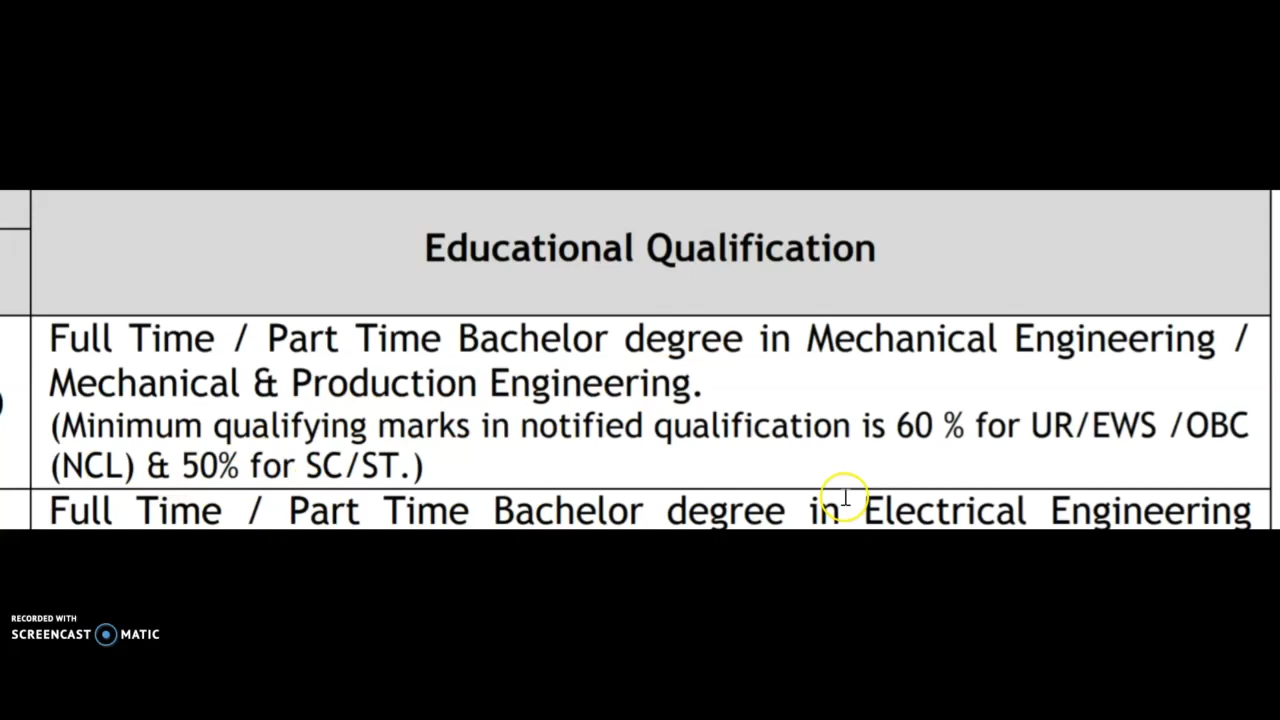 Educational Qualification
Full Time / Part Time Bachelor degree in Mechanical Engineering /
Mechanical & Production Engineering.
(Minimum qualifying marks in notified qualification is 60 % for UR/EWS /OBC
(NCL) & 50% for SC/ST.)
Full Time / Part Time Bachelor degree in Electrical Engineering
RECORDED WITH
SCREENCAST MATIC